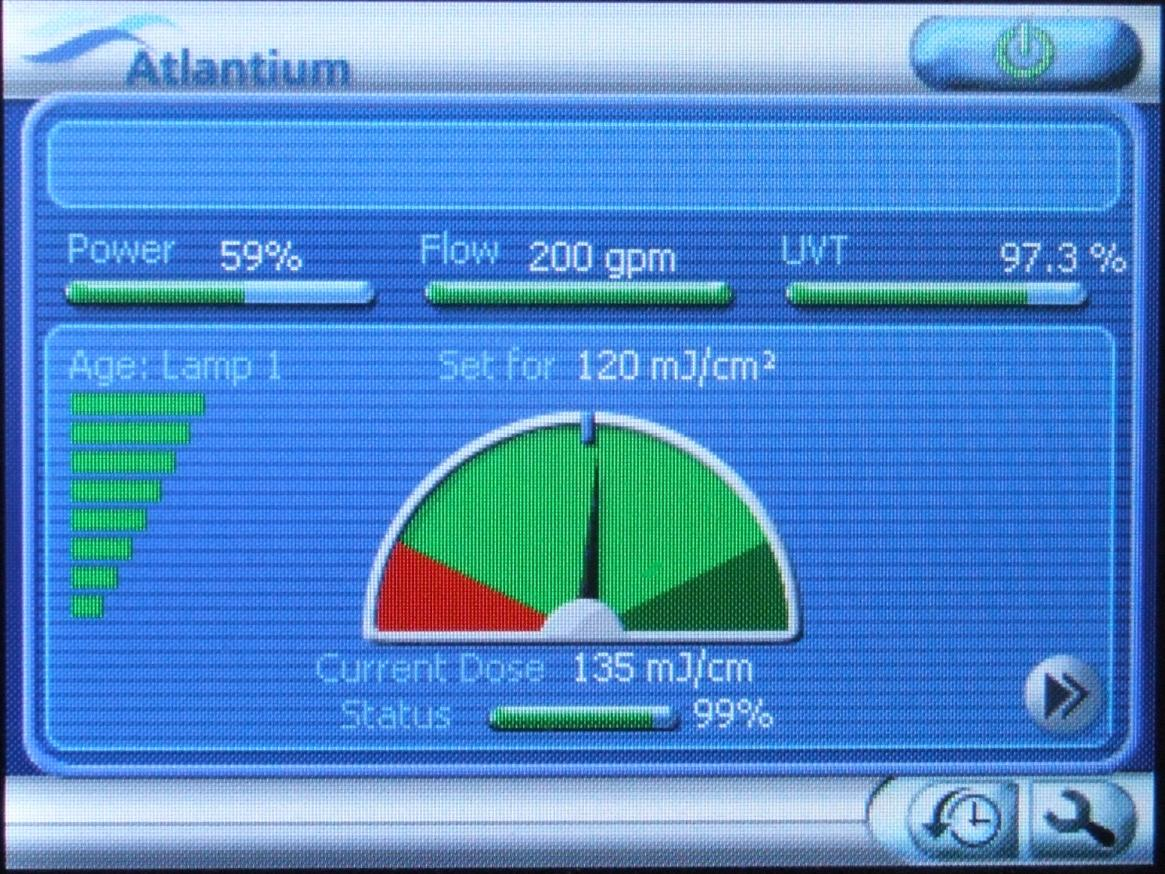 Atlantium
Power 59% Flow 200 gpm UVT 97.3 %
Age: Lamp 1 Set for 120 mJ/cm²
Current Dose 135 mJ/cm
Status 99%